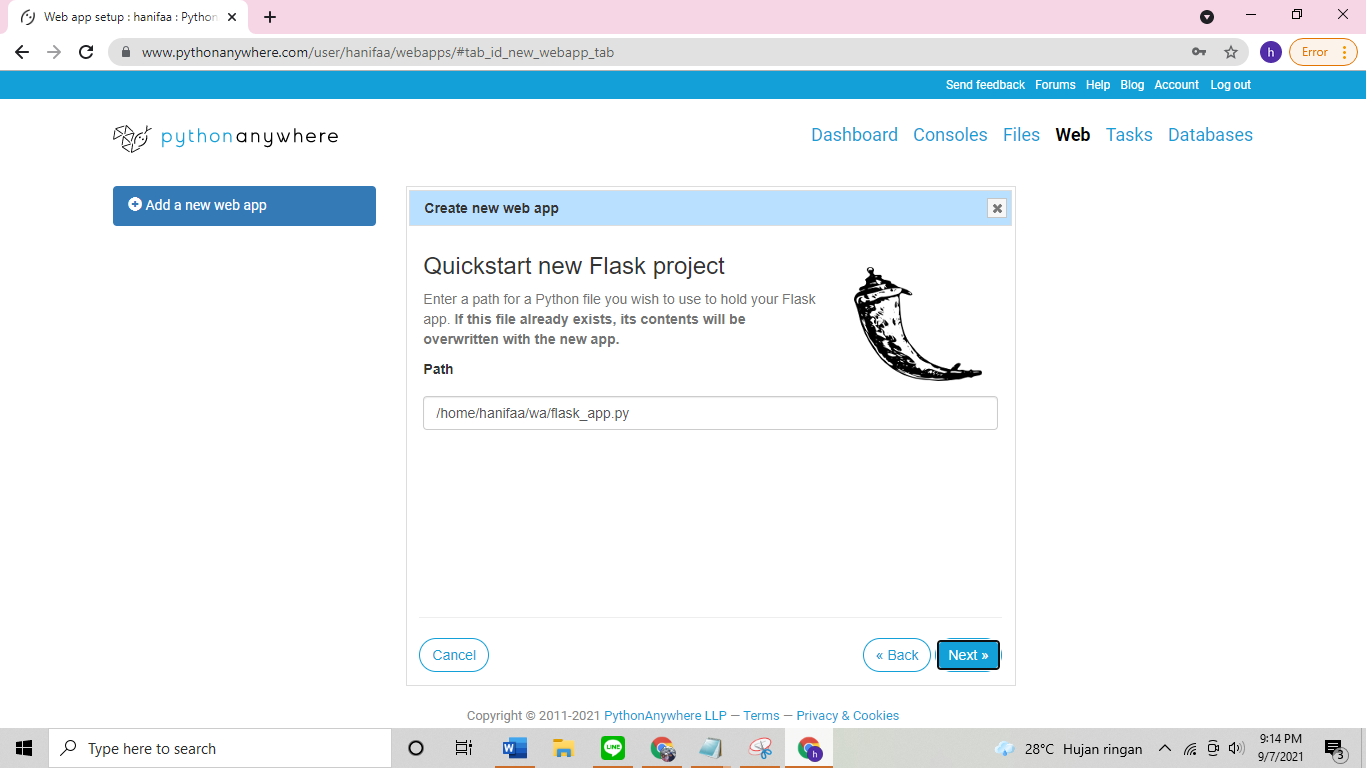 Web app setup : hanifaa : Python
www.pythonanywhere.com/user/hanifaa/webapps/#tab_id_new_webapp_tab
h
Error
Send feedback Forums Help Blog Account Log out
pythonanywhere
Dashboard Consoles Files Web Tasks Databases
Add a new web app
Create new web app
Quickstart new Flask project
Enter a path for a Python file you wish to use to hold your Flask
app. If this file already exists, its contents will be
overwritten with the new app.
Path
/home/hanifaa/wa/flask_app.py
Cancel
« Back
Next »
Copyright © 2011-2021 PythonAnywhere LLP — Terms — Privacy & Cookies
Type here to search
W
LINE
h
28°C Hujan ringan
9:14 PM
9/7/2021
3